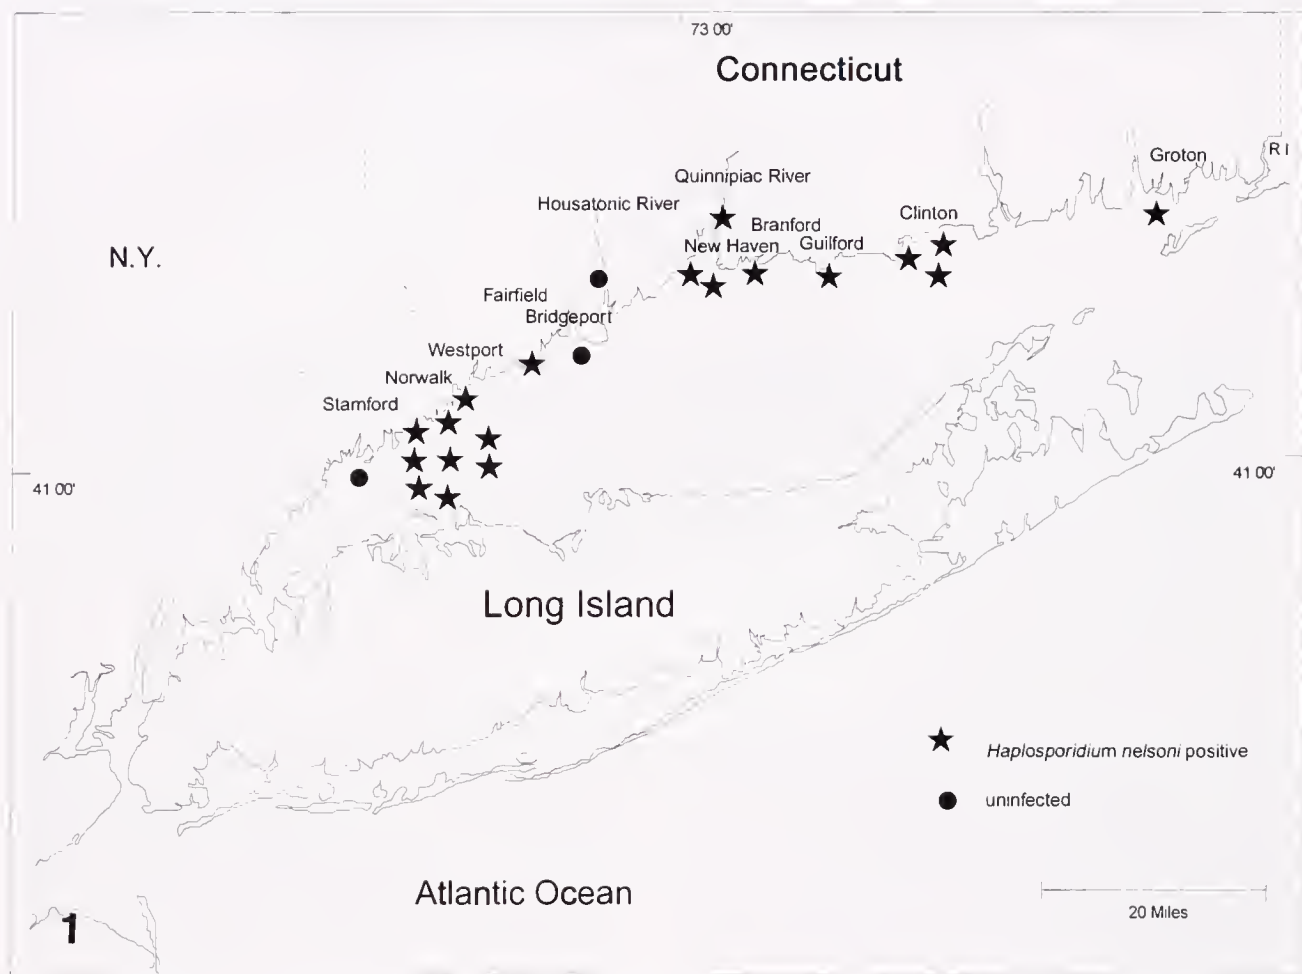 73 00'
Connecticut
Groton
R I
Quinnipiac River
Housatonic River
Clinton
Branford
New Haven
Guilford
N.Y.
Fairfield
Bridgeport
Westport
Norwalk
Stamford
41 00'
41 00'
Long Island
Haplosporidium nelsoni positive
uninfected
Atlantic Ocean
20 Miles
1